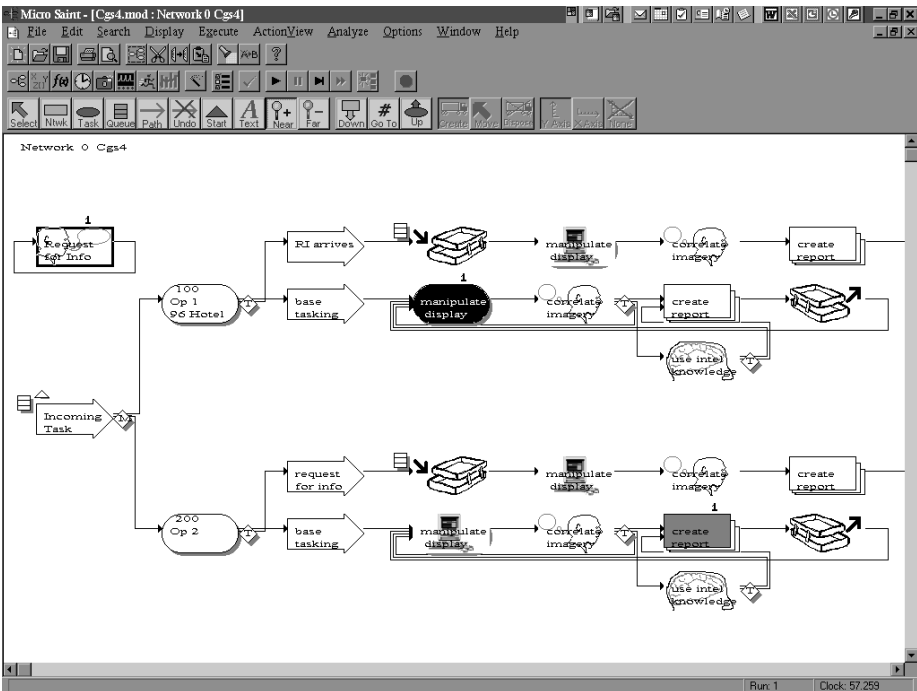 Micro Saint - [Cgs4.mod : Network 0 Cgs4]
File Edit Search Display Execute ActionView Analyze Options Window Help
Select Ntwk Task Queue Path Undo Start Text Near Far Down Go To Up Create Move Dispose Y Axis X Axis None
Network 0 Cgs4
1
Request
for Info
RI arrives
manipulate
display
correlate
imagery
create
report
100
Op 1
96 Hotel
T
base
tasking
1
manipulate
display
correlate
imagery
T
create
report
use intel
knowledge
T
Incoming
Task
M
request
for info
manipulate
display
correlate
imagery
create
report
200
Op 2
T
base
tasking
manipulate
display
correlate
imagery
T
1
create
report
use intel
knowledge
T
Run: 1 Clock: 57.259